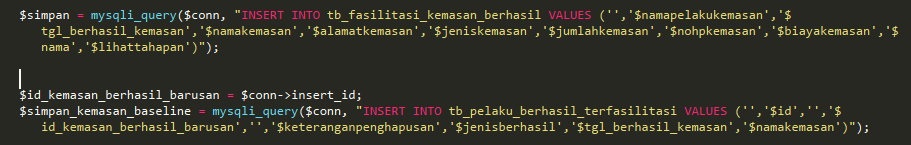 $simpan = mysqli_query($conn, "INSERT INTO tb_fasilitasi_kemasan_berhasil VALUES ('','$namapelakukemasan','$
tgl_berhasil_kemasan','$namakemasan','$alamatkemasan','$jeniskemasan','$jumlahkemasan','$nohpkemasan','$biayakemasan','$
nama','$lihattahapan')");
$id_kemasan_berhasil_barusan = $conn->insert_id;
$simpan_kemasan_baseline = mysqli_query($conn, "INSERT INTO tb_pelaku_berhasil_terfasilitasi VALUES ('','$id','','$
id_kemasan_berhasil_barusan','','$keteranganpenghapusan','$jenisberhasil','$tgl_berhasil_kemasan','$namakemasan')");